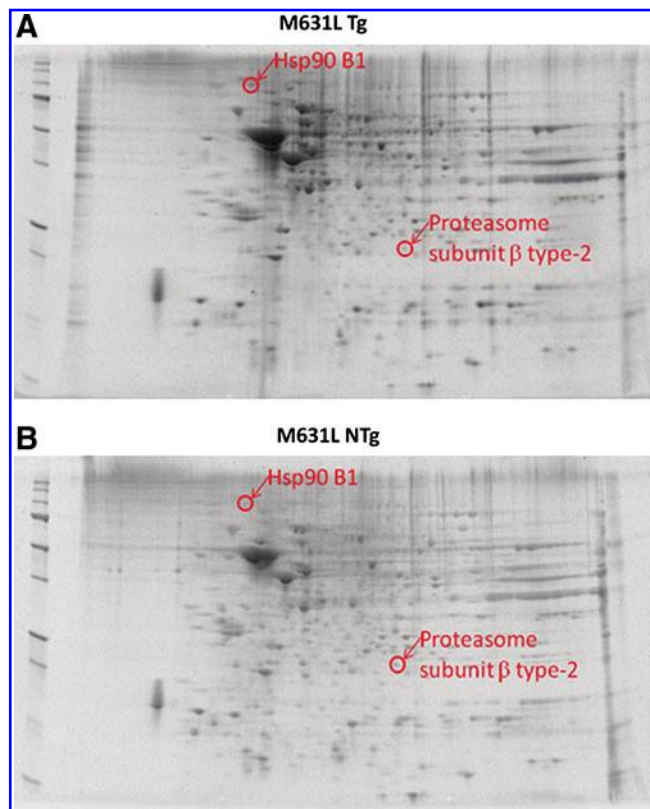 A
M631L Tg
Hsp90 B1
Proteasome
subunit β type-2
B
M631L NTg
Hsp90 B1
Proteasome
subunit β type-2